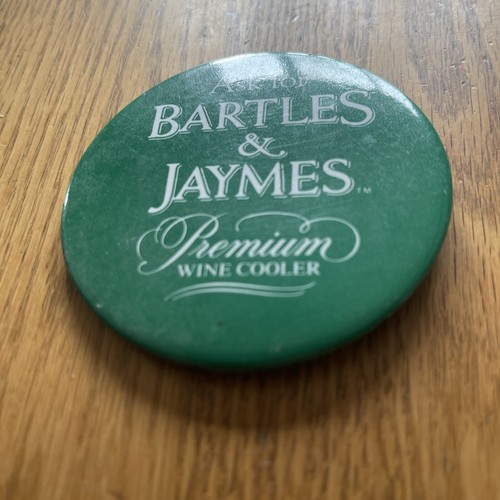 Ask for
BARTLES
&
JAYMES™
Premium
WINE COOLER